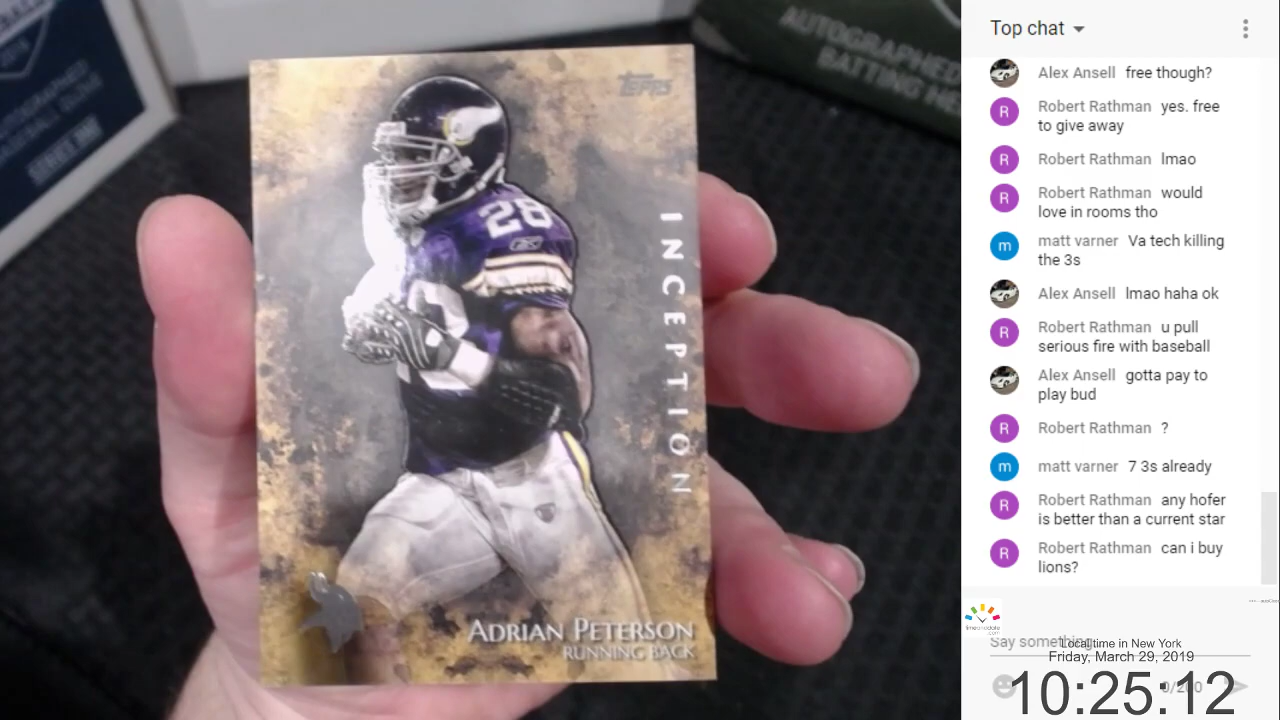 AUTOGRAPHED
BATTING HE
TOPPS
28
INCEPTION
ADRIAN PETERSON
RUNNING BACK
Top chat
Alex Ansell free though?
Robert Rathman yes. free
to give away
Robert Rathman lmao
Robert Rathman would
love in rooms tho
matt varner Va tech killing
the 3s
Alex Ansell lmao haha ok
Robert Rathman u pull
serious fire with baseball
Alex Ansell gotta pay to
play bud
Robert Rathman ?
matt varner 7 3s already
Robert Rathman any hofer
is better than a current star
Robert Rathman can i buy
lions?
Say something...
Local time in New York
Friday, March 29, 2019
0/200
10:25:12